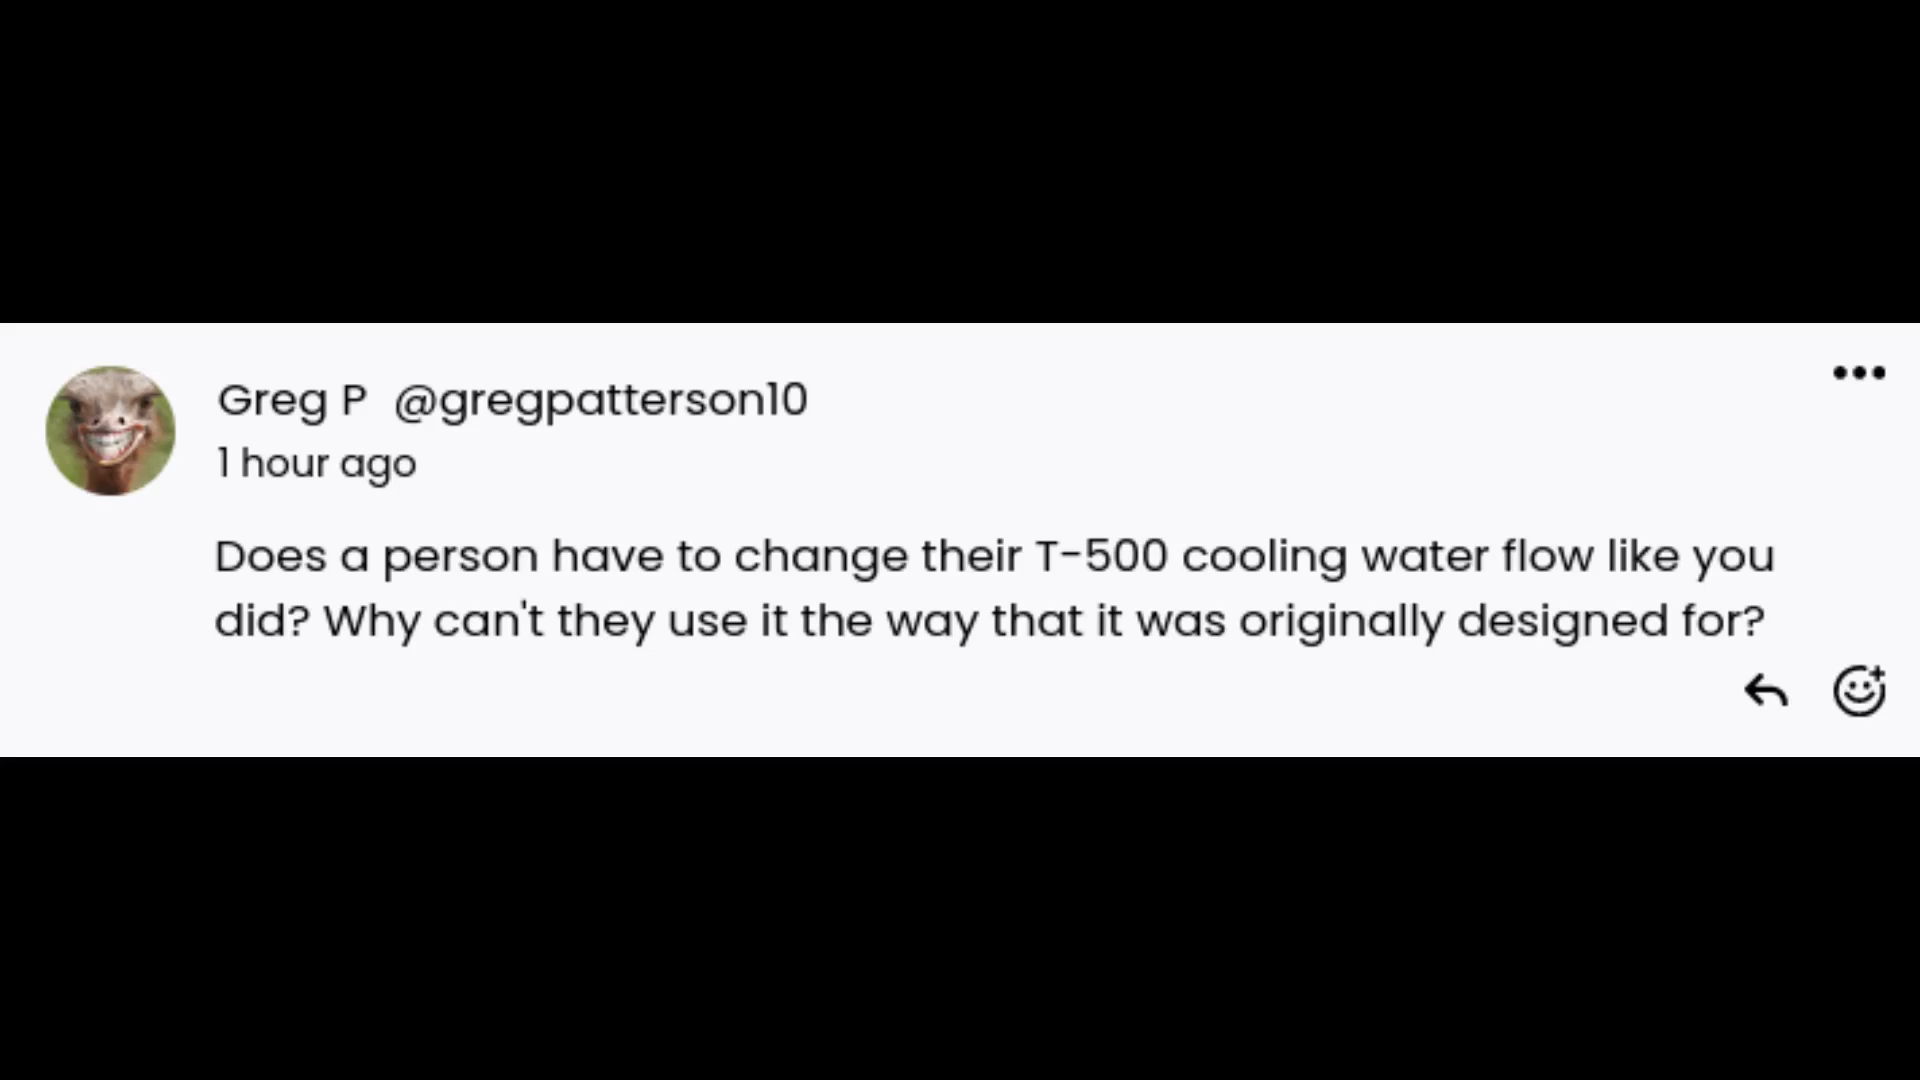 Greg P @gregpatterson10
1 hour ago
Does a person have to change their T-500 cooling water flow like you
did? Why can't they use it the way that it was originally designed for?